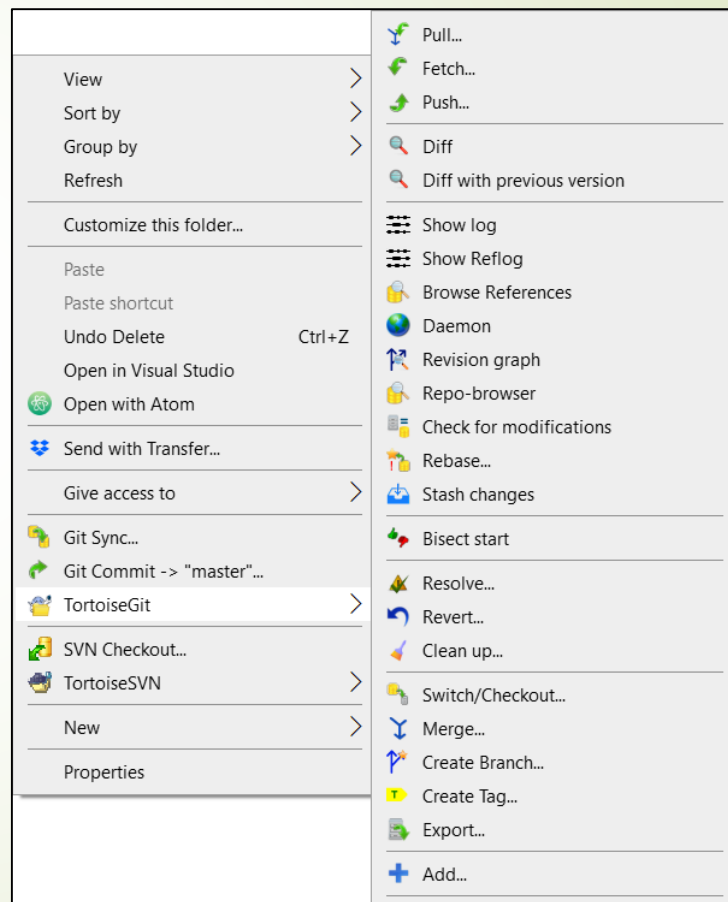 View
Sort by
Group by
Refresh
Customize this folder...
Paste
Paste shortcut
Undo Delete Ctrl+Z
Open in Visual Studio
Open with Atom
Send with Transfer...
Give access to
Git Sync...
Git Commit -> "master"...
TortoiseGit
SVN Checkout...
TortoiseSVN
New
Properties
Pull...
Fetch...
Push...
Diff
Diff with previous version
Show log
Show Reflog
Browse References
Daemon
Revision graph
Repo-browser
Check for modifications
Rebase...
Stash changes
Bisect start
Resolve...
Revert...
Clean up...
Switch/Checkout...
Merge...
Create Branch...
T Create Tag...
Export...
Add...